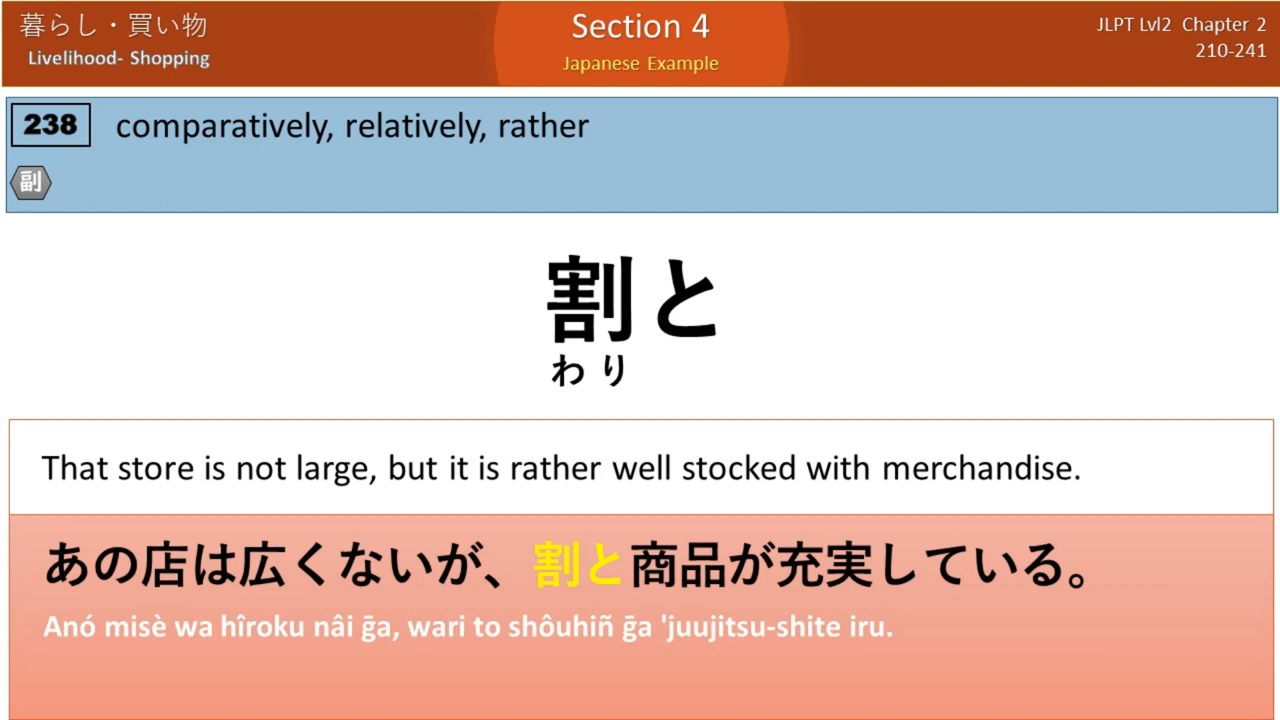 暮らし・買い物
Livelihood- Shopping
Section 4
Japanese Example
JLPT Lvl2 Chapter 2
210-241
238 comparatively, relatively, rather
副
割と
わり
That store is not large, but it is rather well stocked with merchandise.
あの店は広くないが、割と商品が充実している。
Anó misè wa hîroku nâi ḡa, wari to shôuhiñ ḡa 'juujitsu-shite iru.